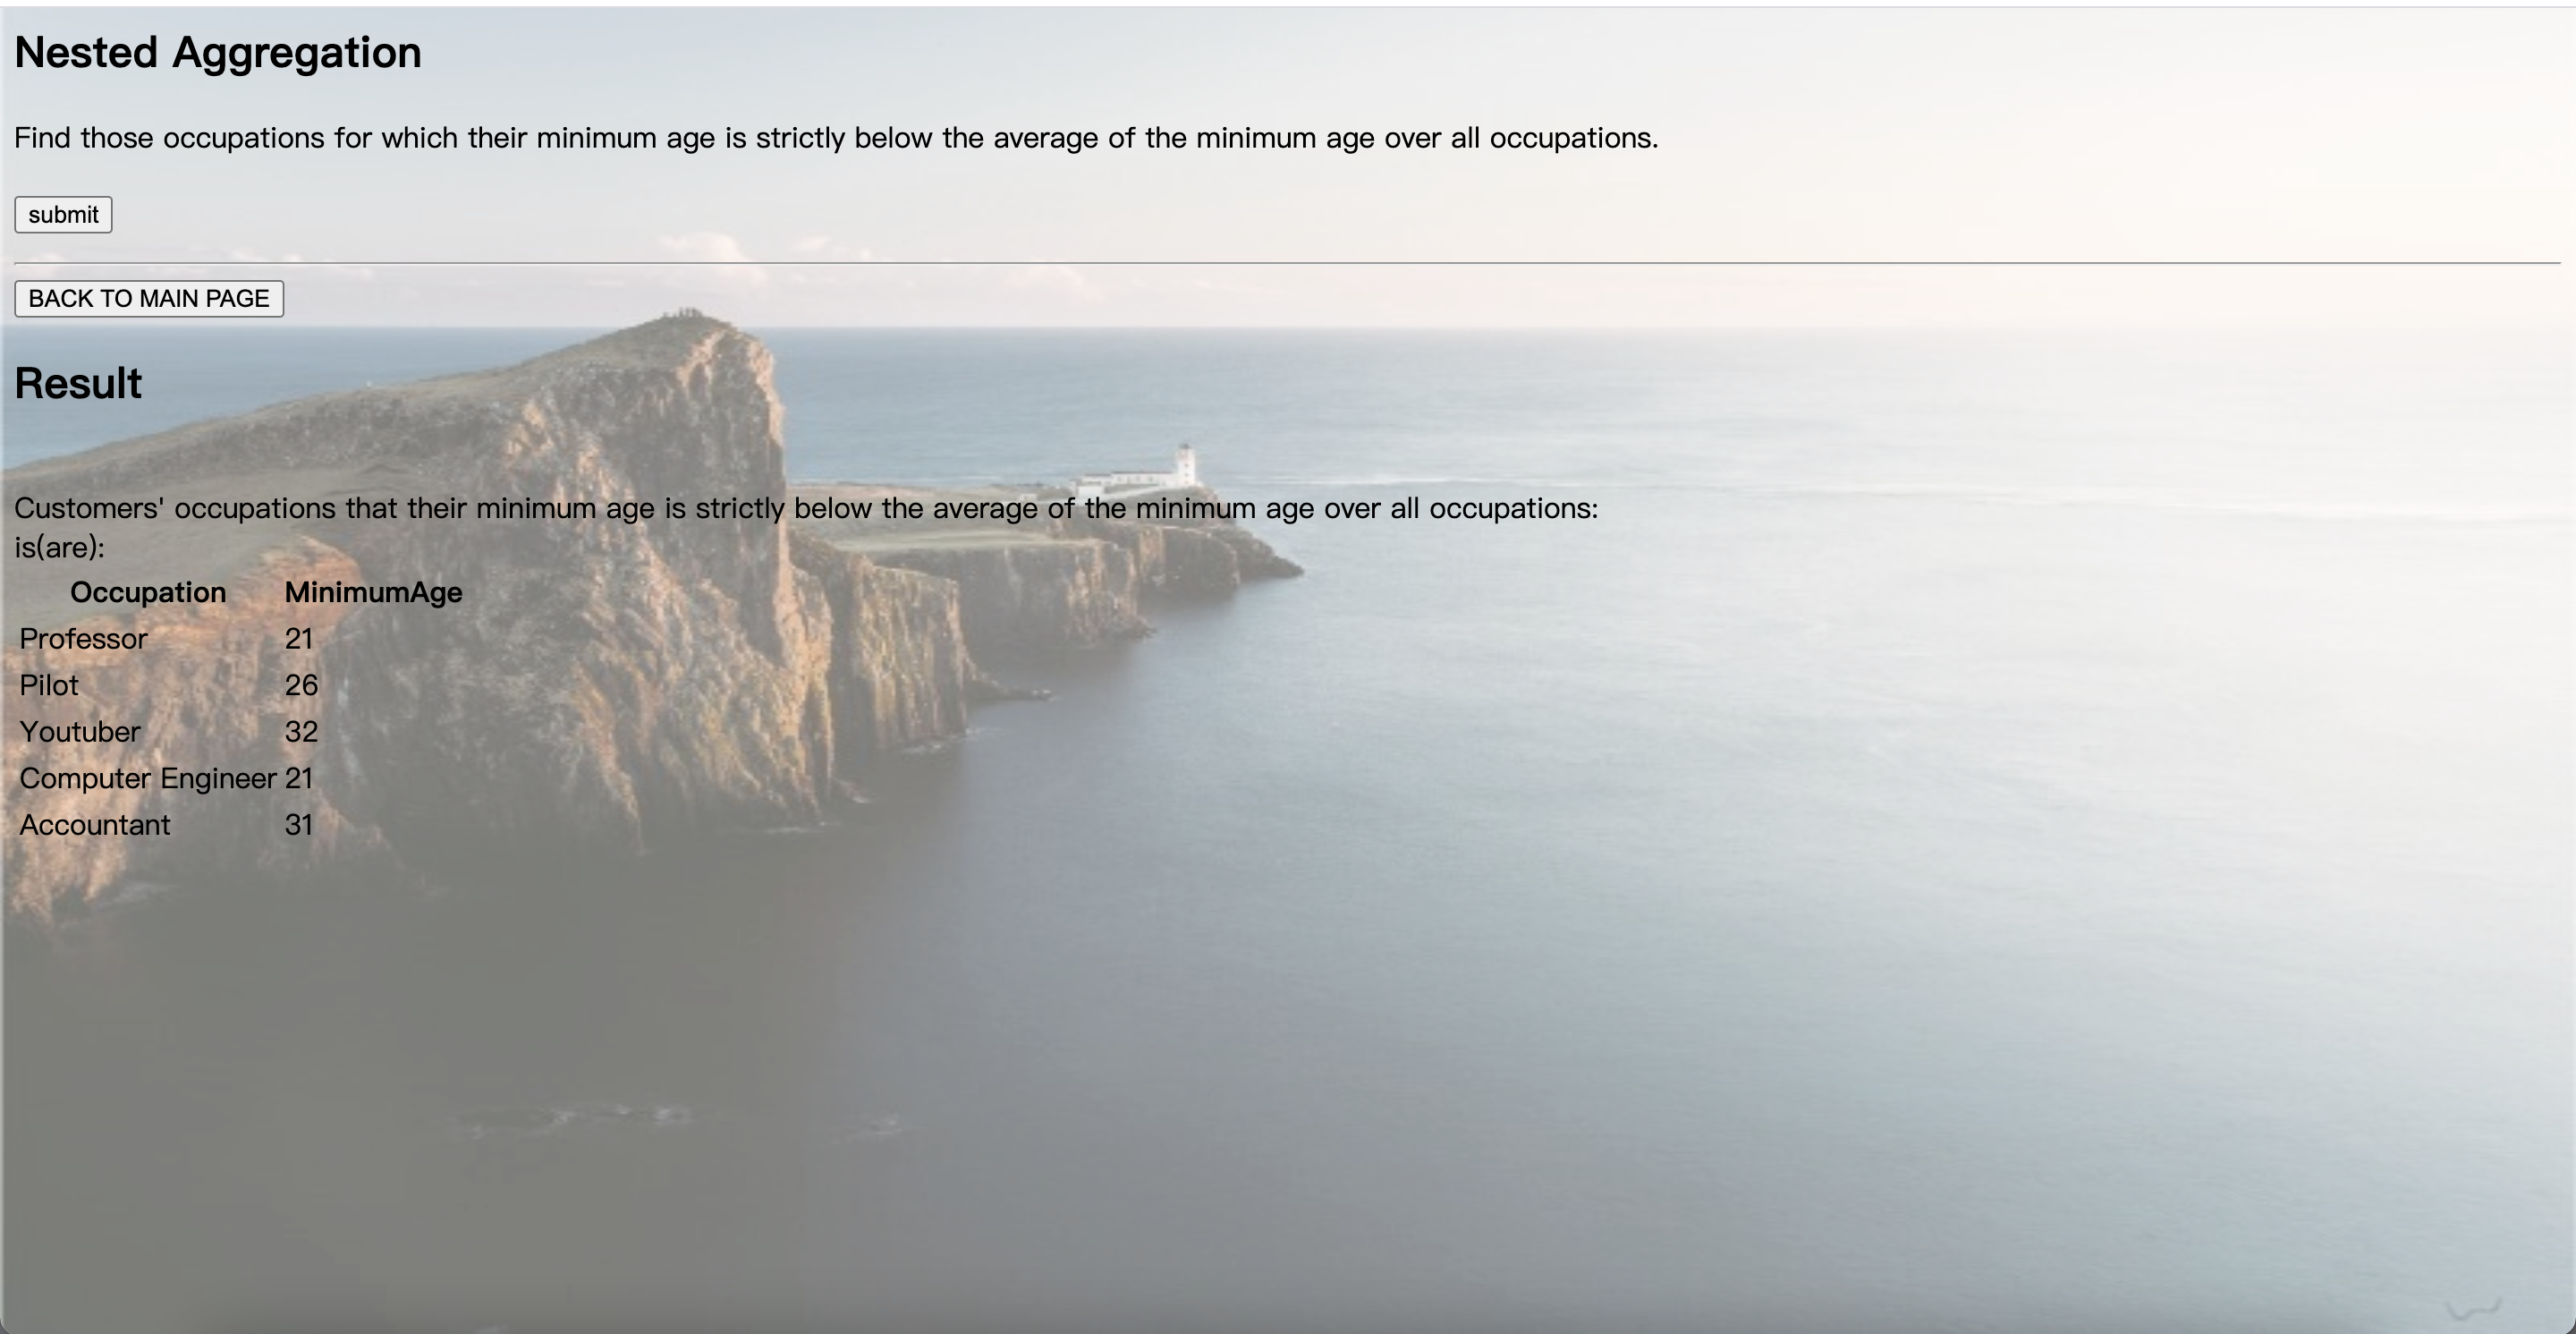 Nested Aggregation
Find those occupations for which their minimum age is strictly below the average of the minimum age over all occupations.
submit
BACK TO MAIN PAGE
Result
Customers' occupations that their minimum age is strictly below the average of the minimum age over all occupations:
is(are):
Occupation MinimumAge
Professor 21
Pilot 26
Youtuber 32
Computer Engineer 21
Accountant 31